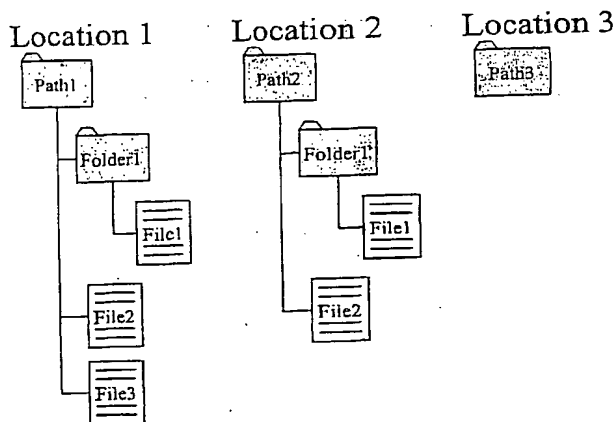 Location 1
Path1
Folder1
File1
File2
File3
Location 2
Path2
Folder1
File1
File2
Location 3
Path3